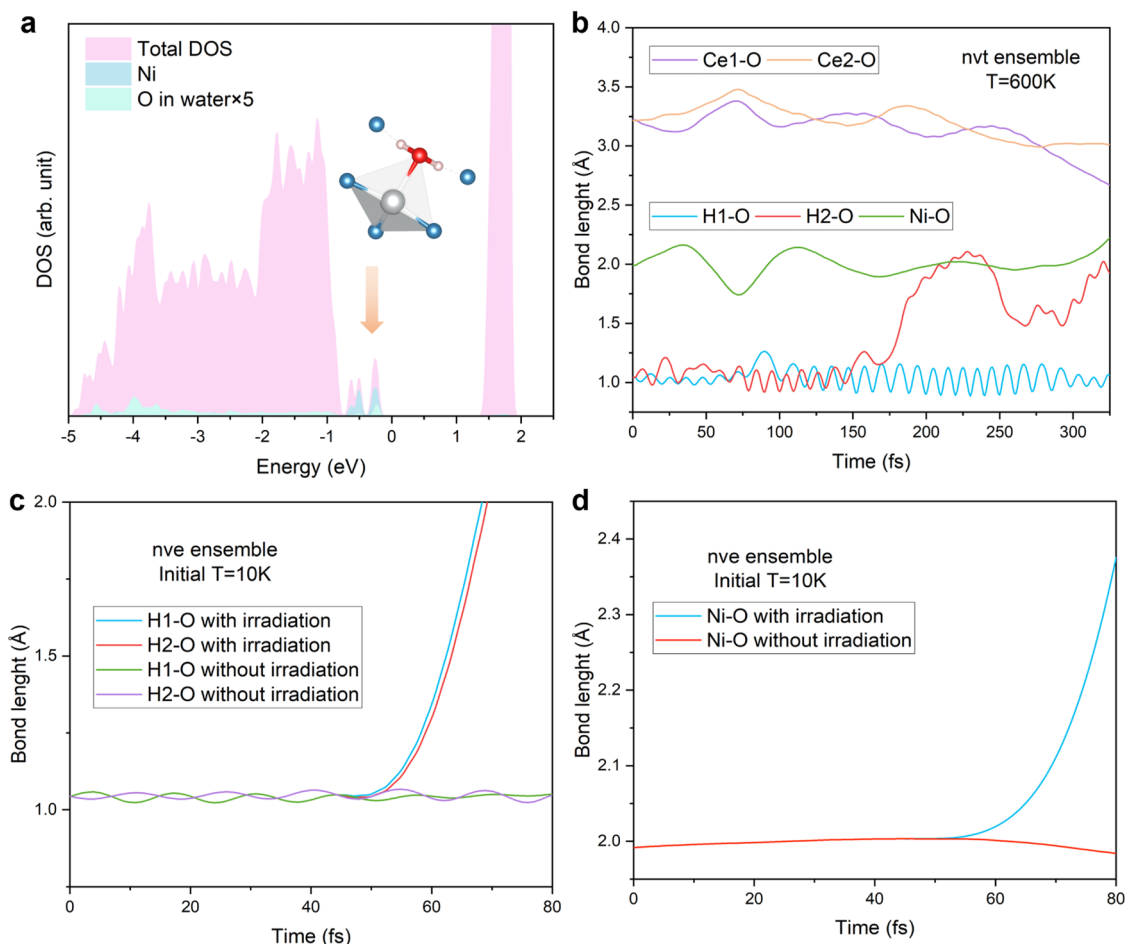 a
Total DOS
Ni
O in water×5
DOS (arb. unit)
-5 -4 -3 -2 -1 0 1 2
Energy (eV)
b
4.0
3.5
3.0
2.5
2.0
1.5
1.0
Bond lenght (Å)
Ce1-O Ce2-O
nvt ensemble
T=600K
H1-O H2-O Ni-O
0 50 100 150 200 250 300
Time (fs)
c
2.0
1.5
1.0
Bond lenght (Å)
nve ensemble
Initial T=10K
H1-O with irradiation
H2-O with irradiation
H1-O without irradiation
H2-O without irradiation
0 20 40 60 80
Time (fs)
d
2.4
2.3
2.2
2.1
2.0
Bond lenght (Å)
nve ensemble
Initial T=10K
Ni-O with irradiation
Ni-O without irradiation
0 20 40 60 80
Time (fs)